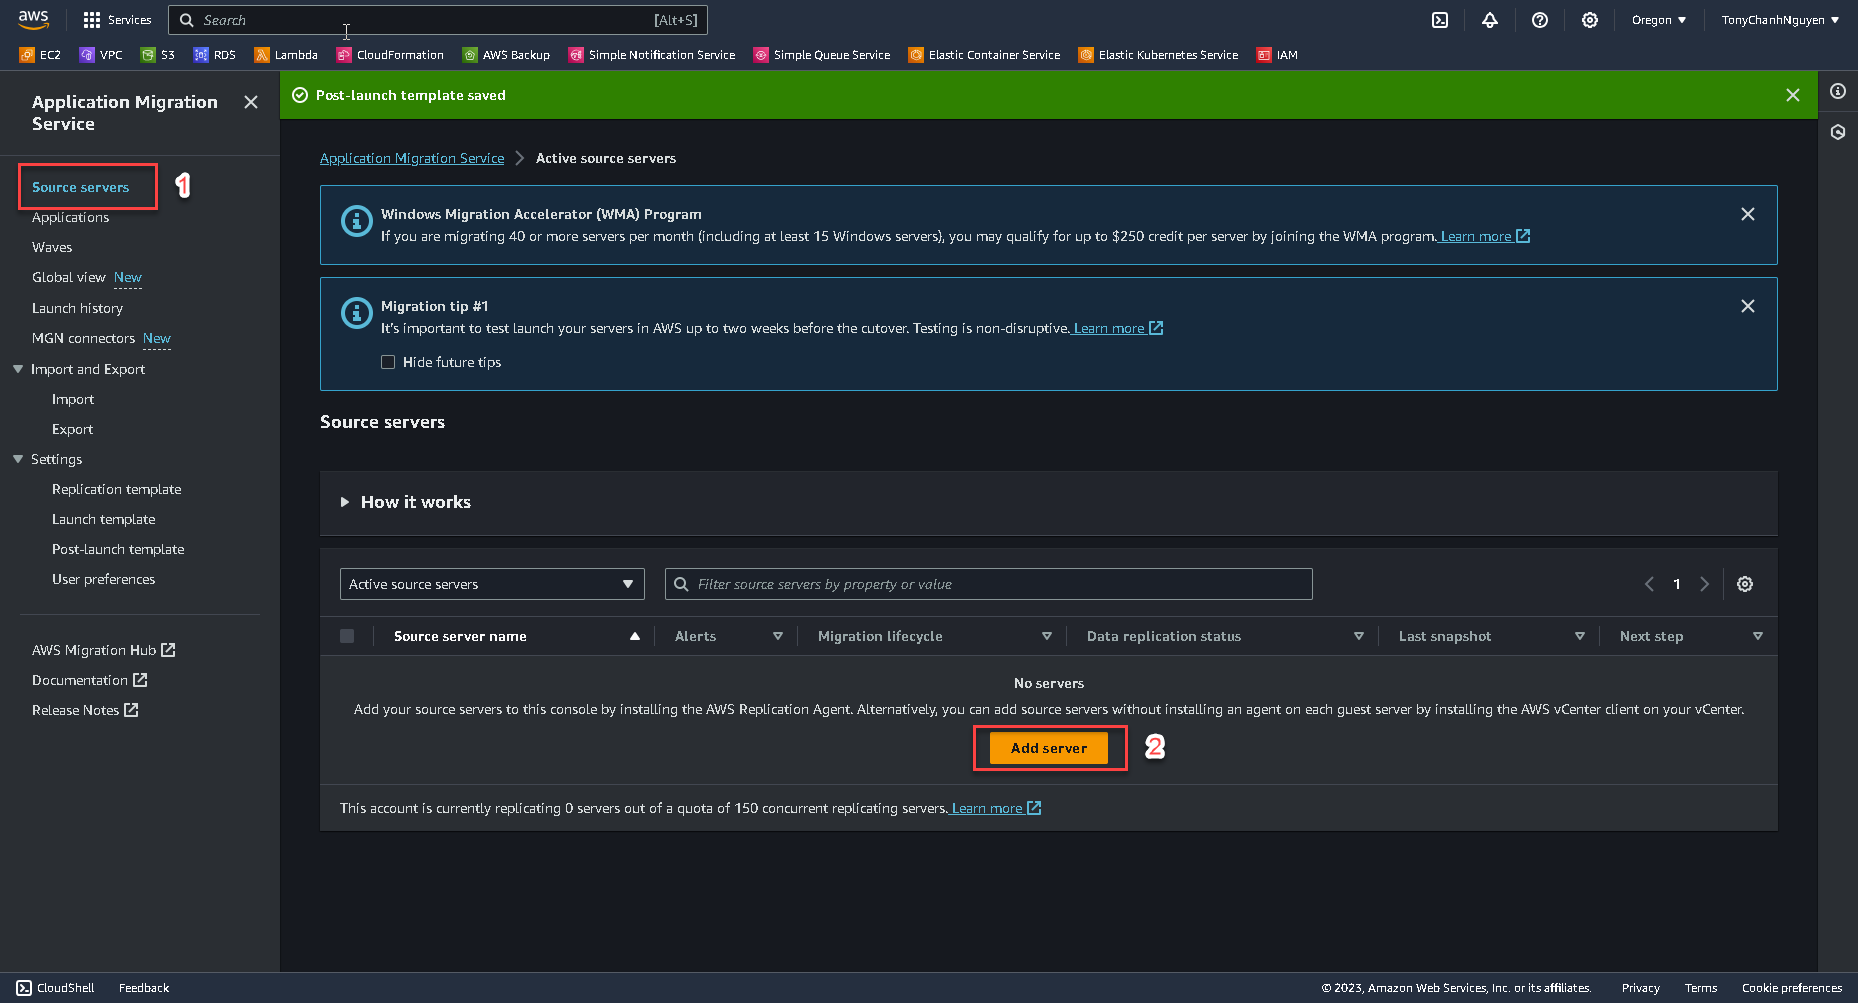 aws
Services
Search
[Alt+S]
Oregon ▼
TonyChanhNguyen ▼
EC2
VPC
S3
RDS
Lambda
CloudFormation
AWS Backup
Simple Notification Service
Simple Queue Service
Elastic Container Service
Elastic Kubernetes Service
IAM
Application Migration
Service
Source servers
1
Applications
Waves
Global view New
Launch history
MGN connectors New
Import and Export
Import
Export
Settings
Replication template
Launch template
Post-launch template
User preferences
AWS Migration Hub
Documentation
Release Notes
Post-launch template saved
Application Migration Service > Active source servers
Windows Migration Accelerator (WMA) Program
If you are migrating 40 or more servers per month (including at least 15 Windows servers), you may qualify for up to $250 credit per server by joining the WMA program. Learn more
Migration tip #1
It's important to test launch your servers in AWS up to two weeks before the cutover. Testing is non-disruptive. Learn more
Hide future tips
Source servers
How it works
Active source servers
Filter source servers by property or value
1
Source server name
Alerts
Migration lifecycle
Data replication status
Last snapshot
Next step
No servers
Add your source servers to this console by installing the AWS Replication Agent. Alternatively, you can add source servers without installing an agent on each guest server by installing the AWS vCenter client on your vCenter.
Add server
2
This account is currently replicating 0 servers out of a quota of 150 concurrent replicating servers. Learn more
CloudShell
Feedback
© 2023, Amazon Web Services, Inc. or its affiliates.
Privacy
Terms
Cookie preferences